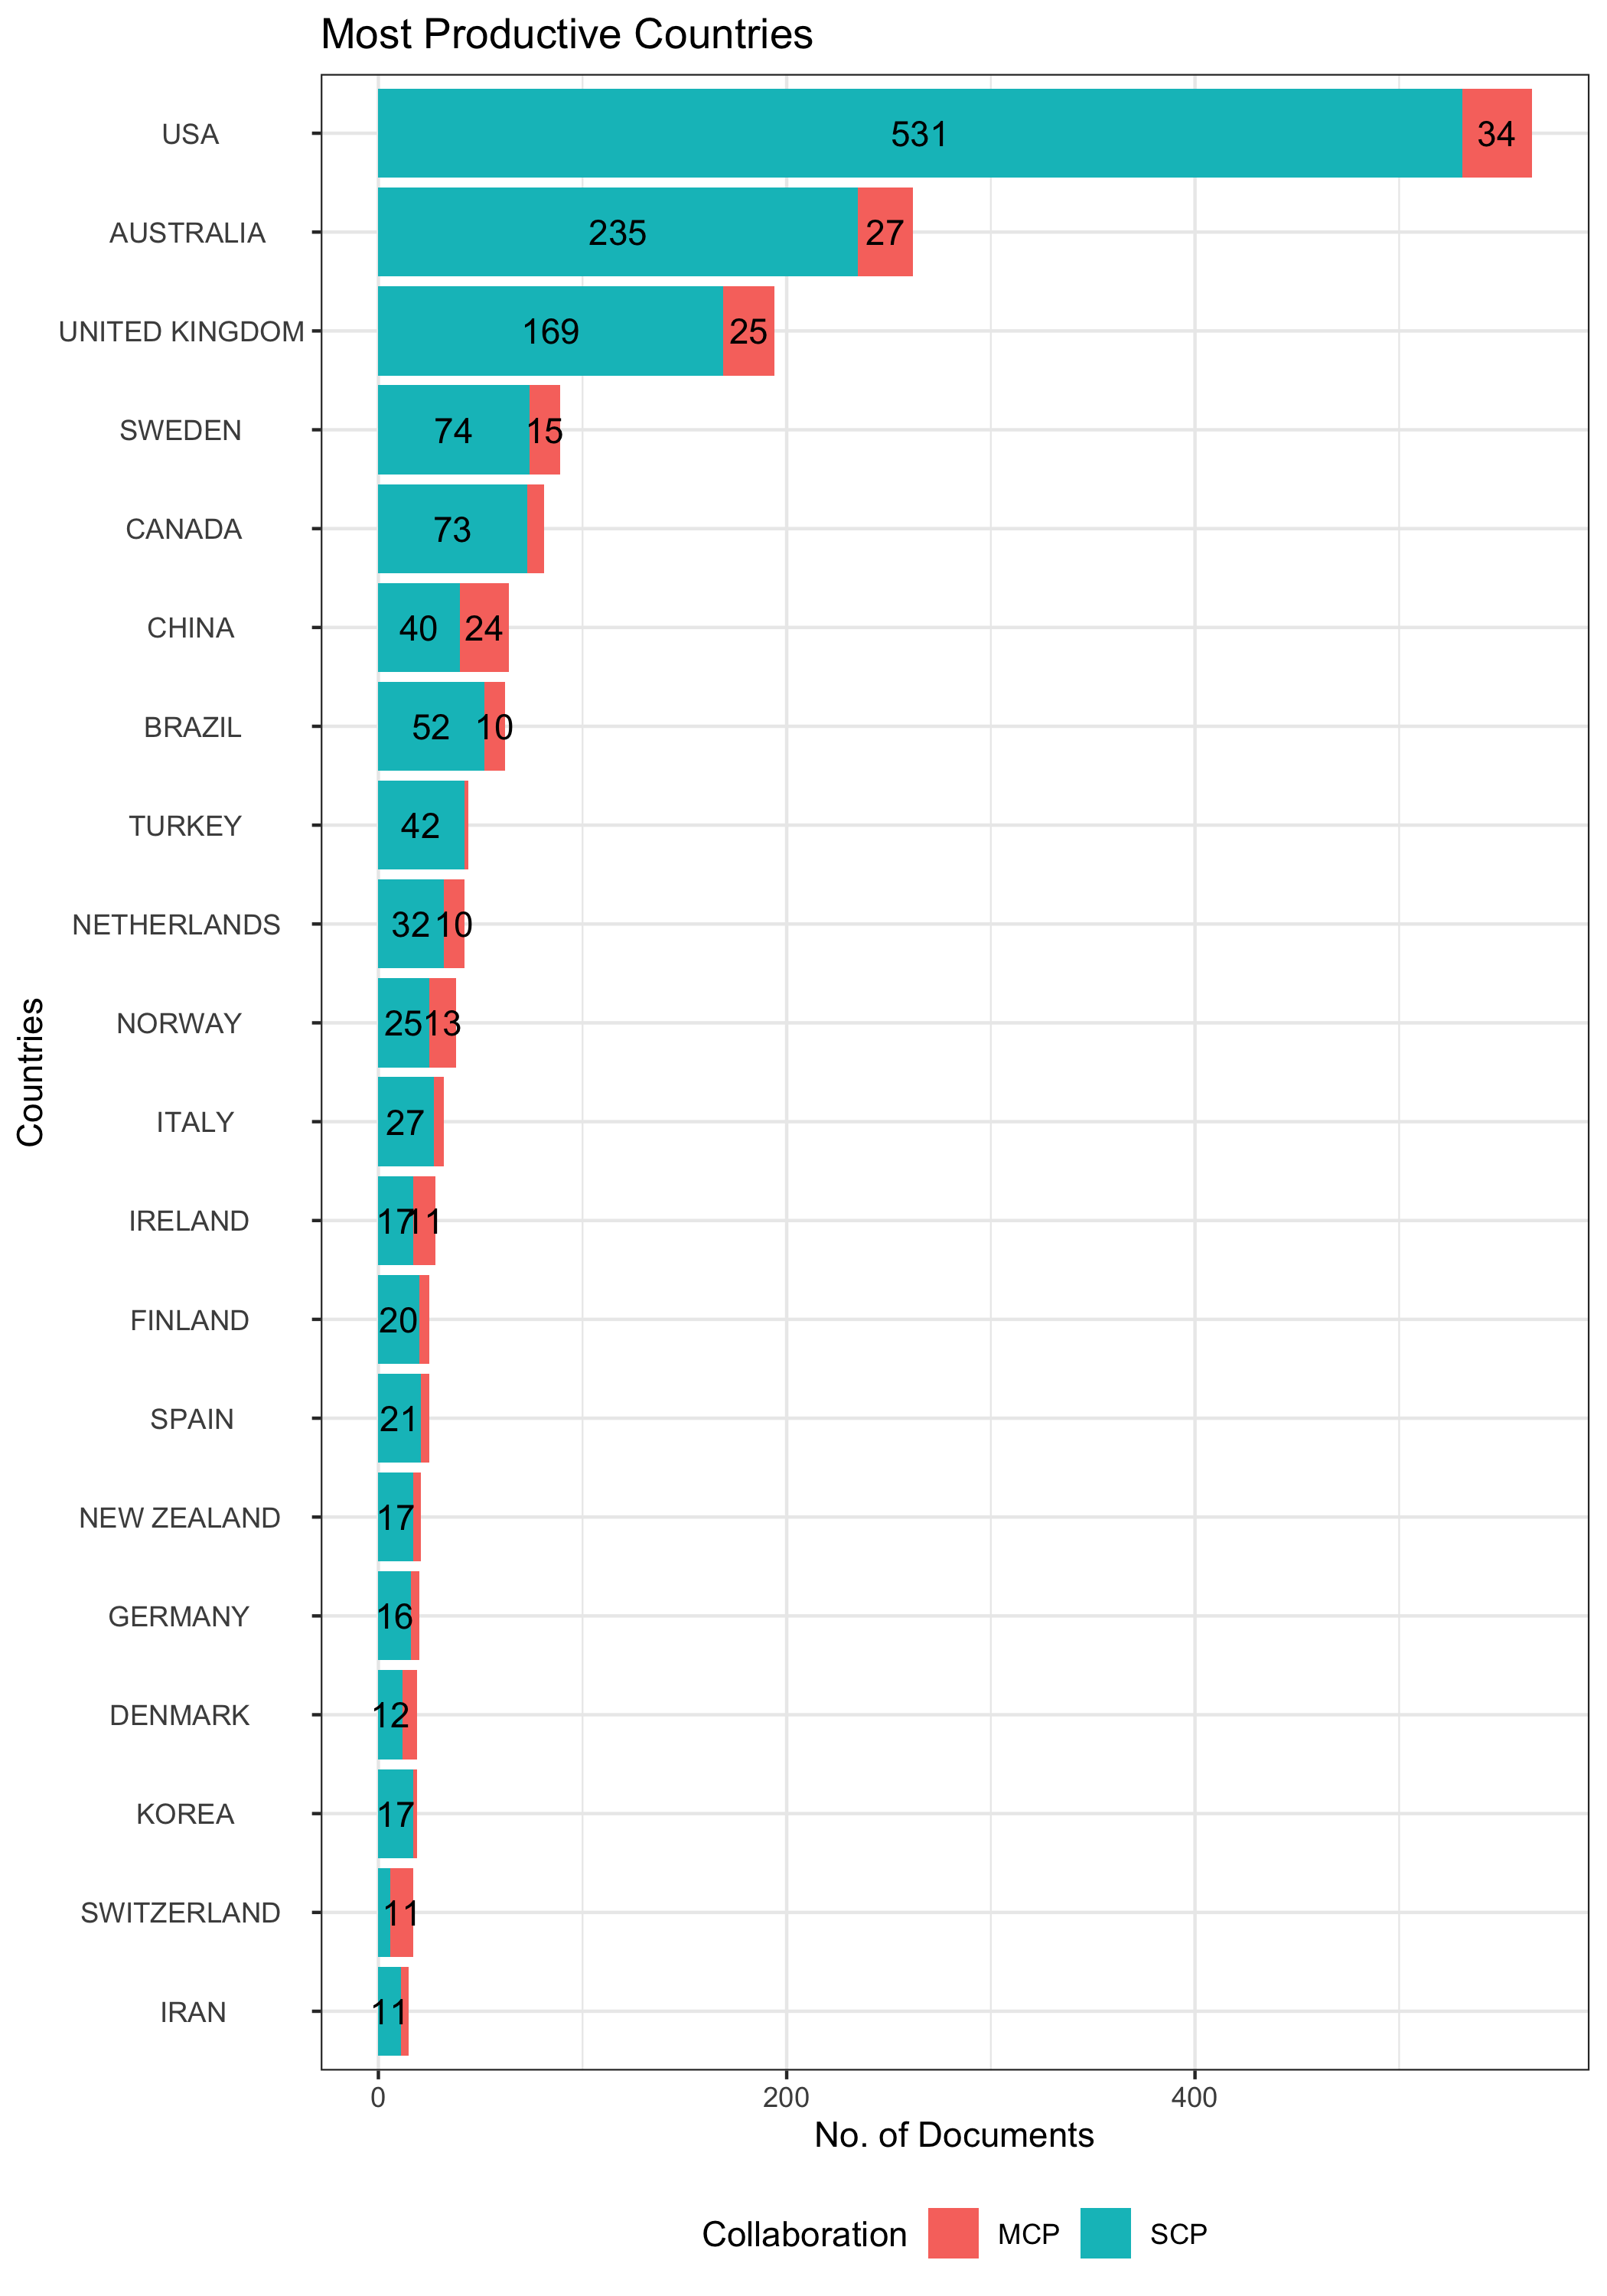 Most Productive Countries
USA 531 34
AUSTRALIA 235 27
UNITED KINGDOM 169 25
SWEDEN 74 15
CANADA 73
CHINA 40 24
BRAZIL 52 10
TURKEY 42
NETHERLANDS 32 10
NORWAY 25 13
ITALY 27
IRELAND 17 11
FINLAND 20
SPAIN 21
NEW ZEALAND 17
GERMANY 16
DENMARK 12
KOREA 17
SWITZERLAND 11
IRAN 11
Countries
0 200 400
No. of Documents
Collaboration MCP SCP